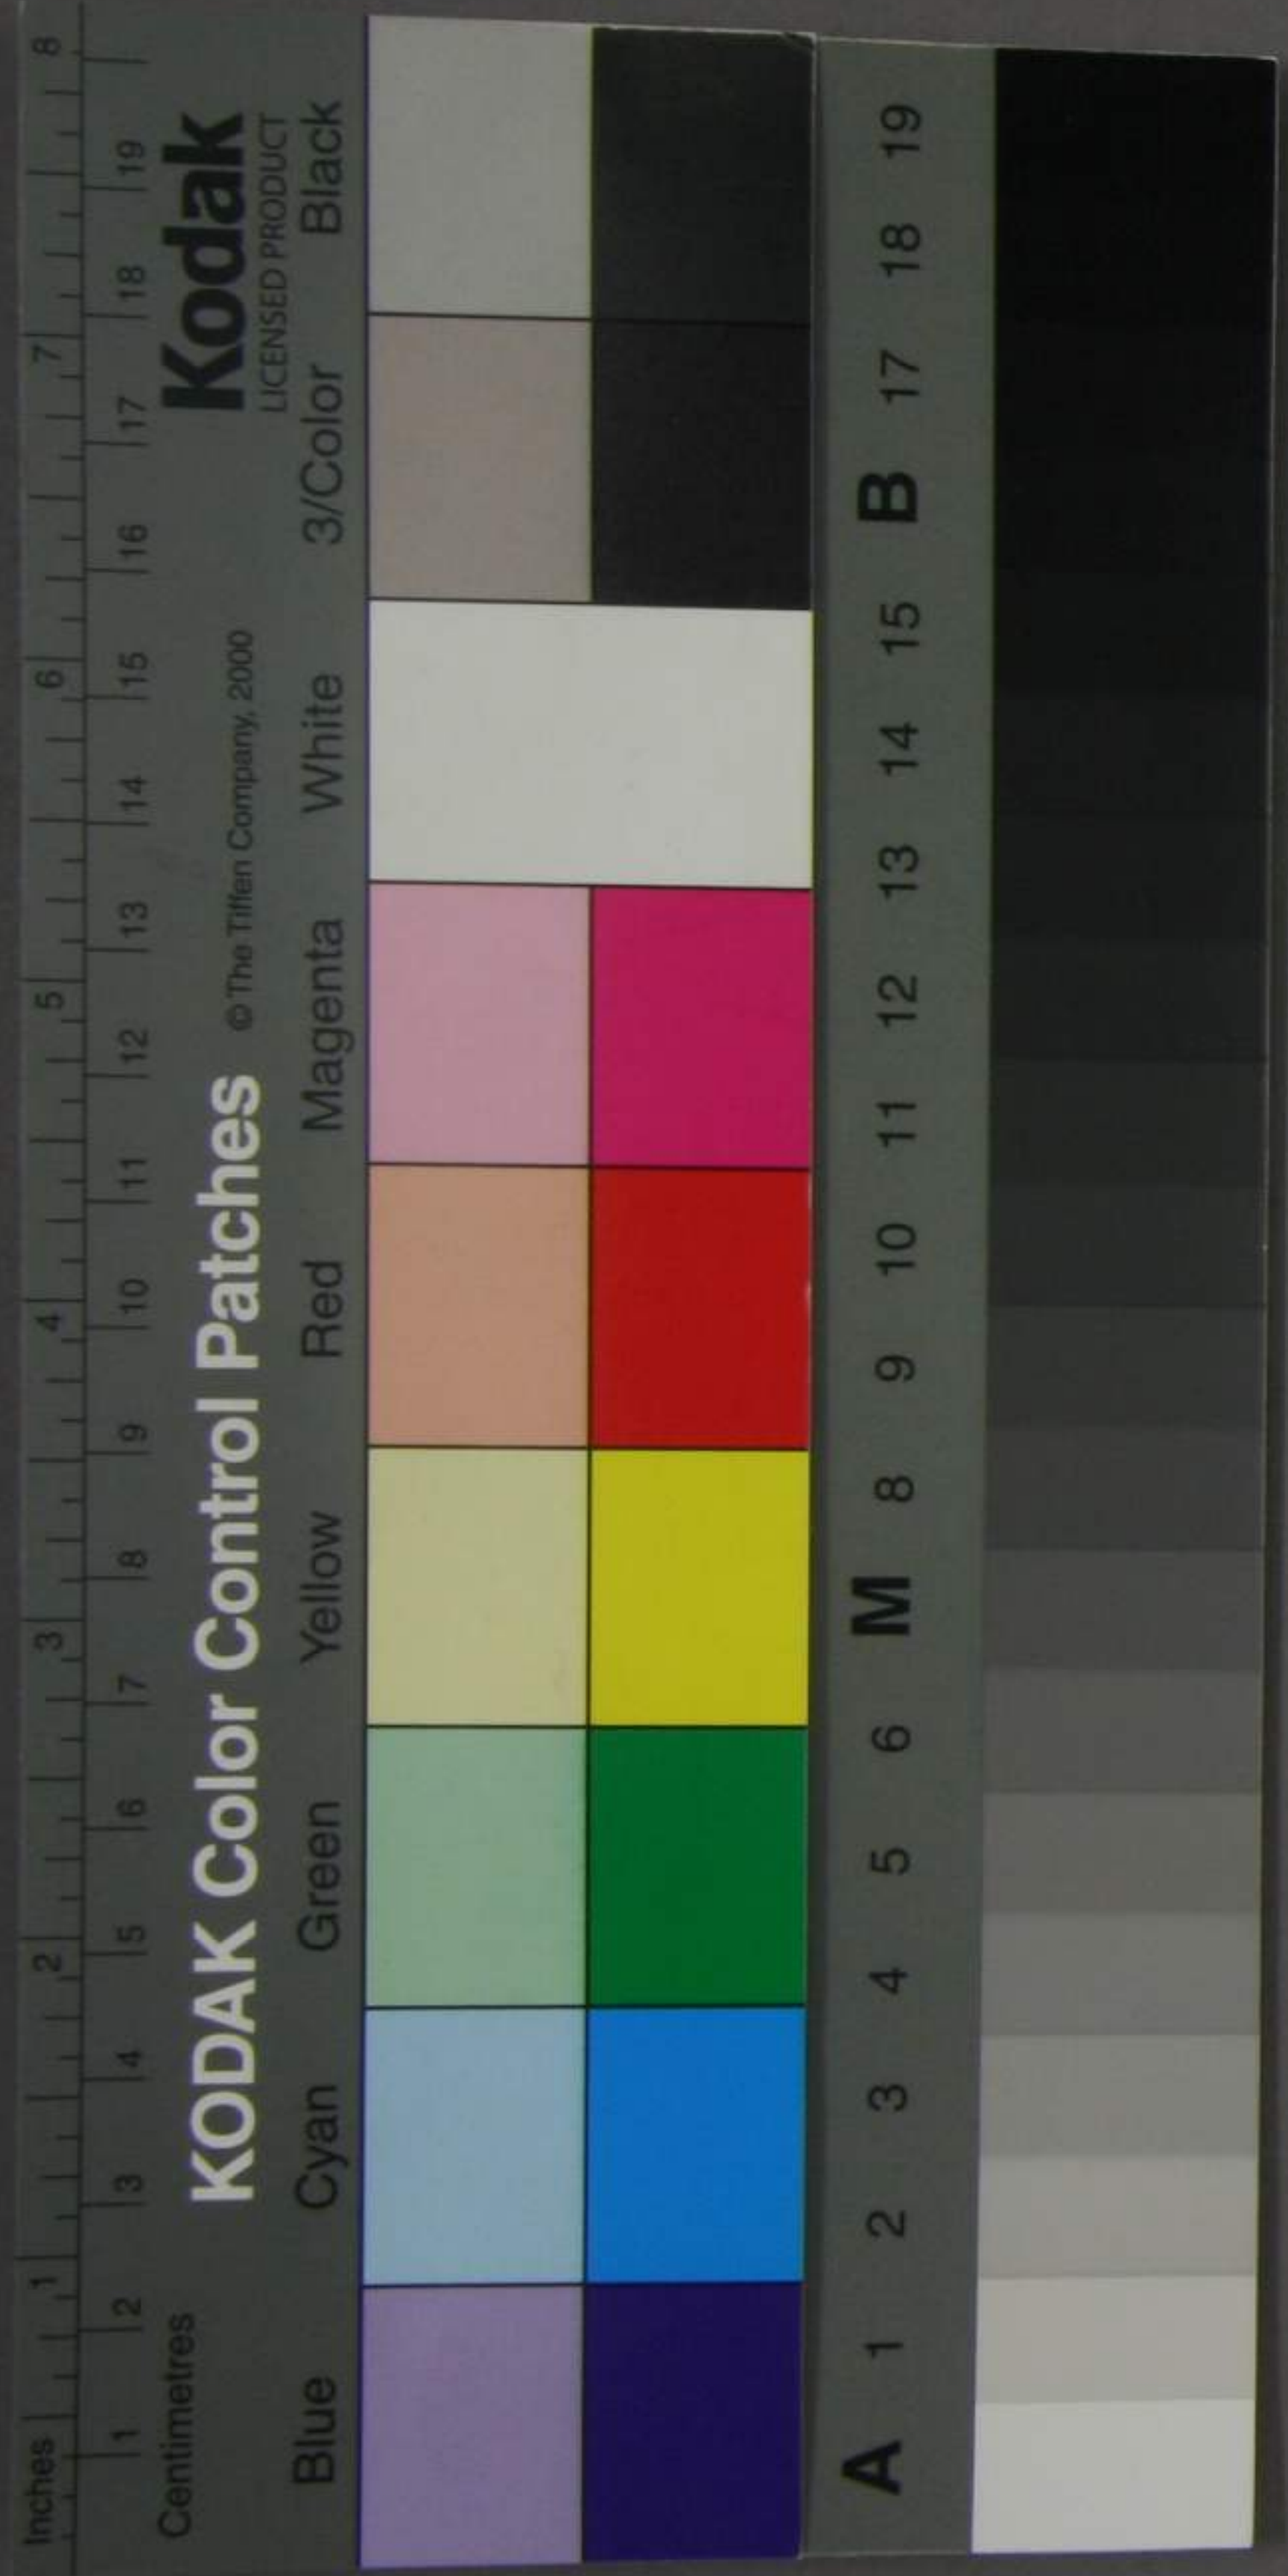 Inches 1 2 3 4 5 6 7 8
Centimetres 1 2 3 4 5 6 7 8 9 10 11 12 13 14 15 16 17 18 19
KODAK Color Control Patches © The Tiffen Company, 2000 Kodak
LICENSED PRODUCT
Blue Cyan Green Yellow Red Magenta White 3/Color Black
A 1 2 3 4 5 6 M 8 9 10 11 12 13 14 15 B 17 18 19